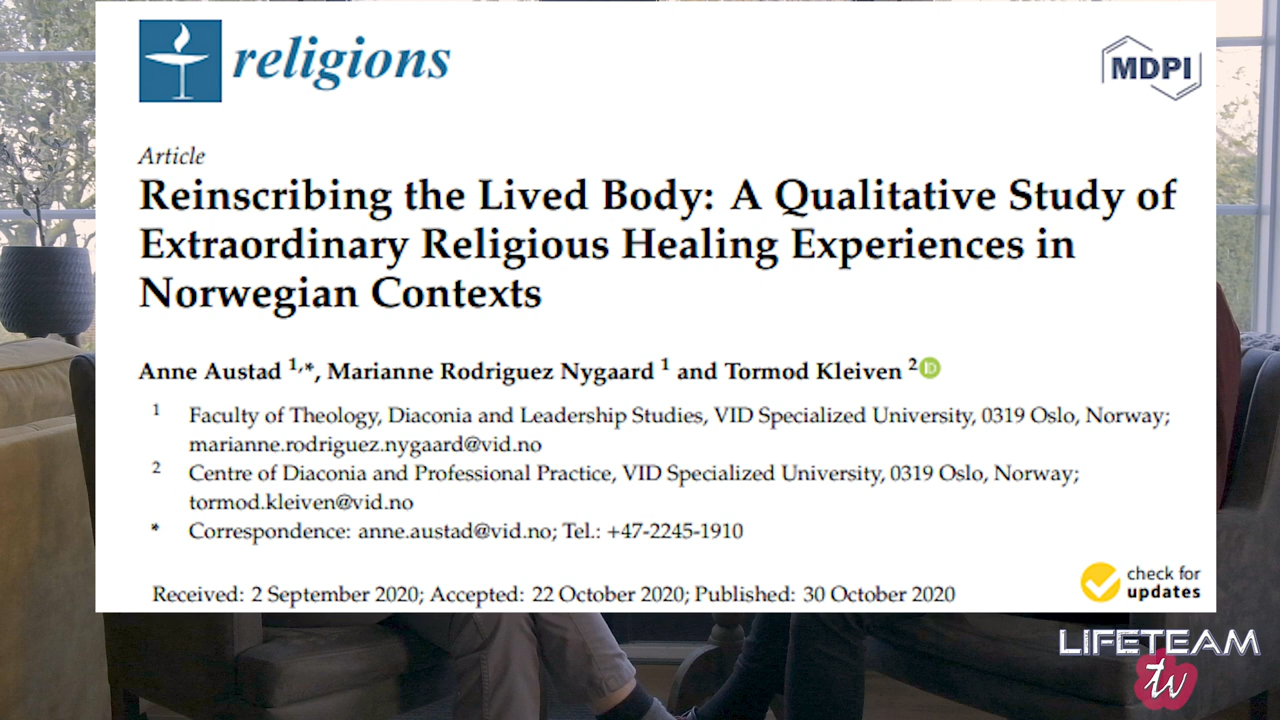 religions
MDPI
Article
Reinscribing the Lived Body: A Qualitative Study of
Extraordinary Religious Healing Experiences in
Norwegian Contexts
Anne Austad 1,*, Marianne Rodriguez Nygaard 1 and Tormod Kleiven 2 iD
1 Faculty of Theology, Diaconia and Leadership Studies, VID Specialized University, 0319 Oslo, Norway;
marianne.rodriguez.nygaard@vid.no
2 Centre of Diaconia and Professional Practice, VID Specialized University, 0319 Oslo, Norway;
tormod.kleiven@vid.no
* Correspondence: anne.austad@vid.no; Tel.: +47-2245-1910
Received: 2 September 2020; Accepted: 22 October 2020; Published: 30 October 2020
check for
updates
LIFETEAM
tv